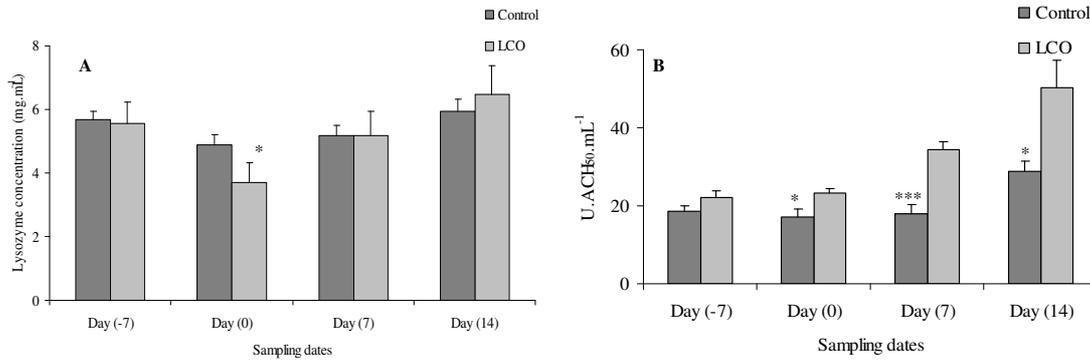 Control
LCO
A
Lysozyme concentration (mg.mL)
8
6
4
2
0
*
Day (-7) Day (0) Day (7) Day (14)
Sampling dates
Control
LCO
B
U.ACH50.mL-1
60
40
20
0
* *** *
Day (-7) Day (0) Day (7) Day (14)
Sampling dates